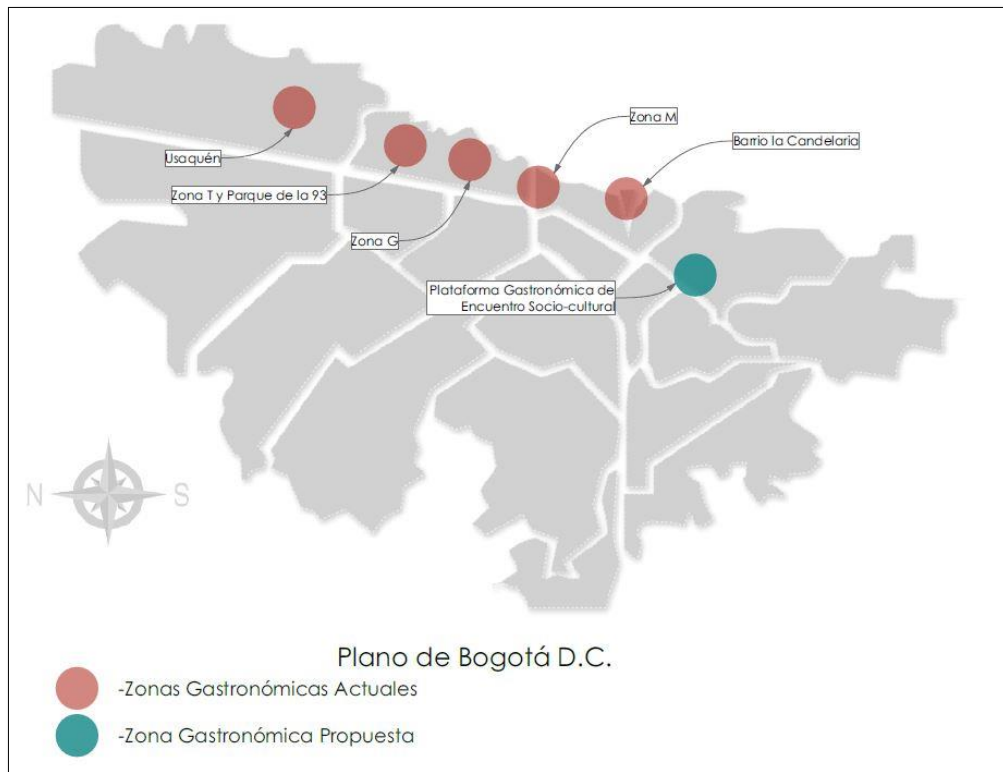 Zona M
Barrio la Candelaria
Usaquén
Zona T y Parque de la 93
Zona G
Plataforma Gastronómica de
Encuentro Socio-cultural
N
S
Plano de Bogotá D.C.
-Zonas Gastronómicas Actuales
-Zona Gastronómica Propuesta